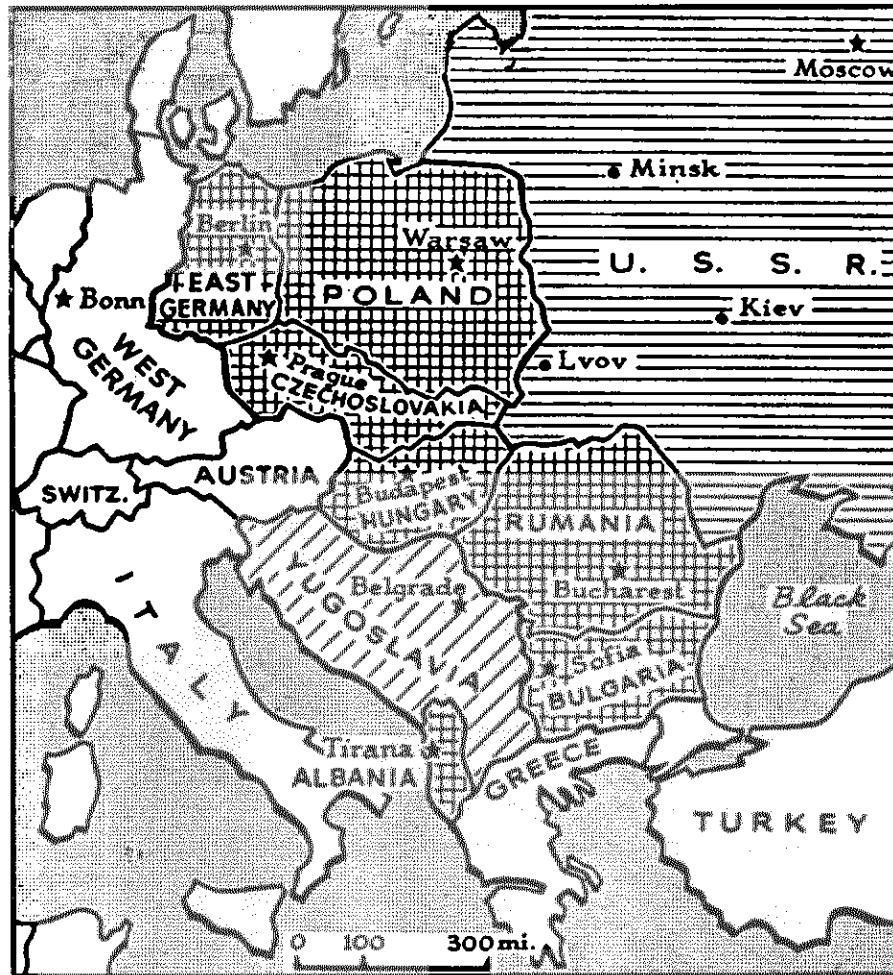 Moscow
Minsk
Berlin
Warsaw
U. S. S. R.
EAST
GERMANY
POLAND
Bonn
Kiev
WEST
GERMANY
Lvov
Prague
CZECHOSLOVAKIA
AUSTRIA
SWITZ.
Budapest
HUNGARY
RUMANIA
ITALY
YUGOSLAVIA
Belgrade
Bucharest
Black
Sea
Sofia
BULGARIA
Tirana
ALBANIA
GREECE
TURKEY
0 100 300 mi.